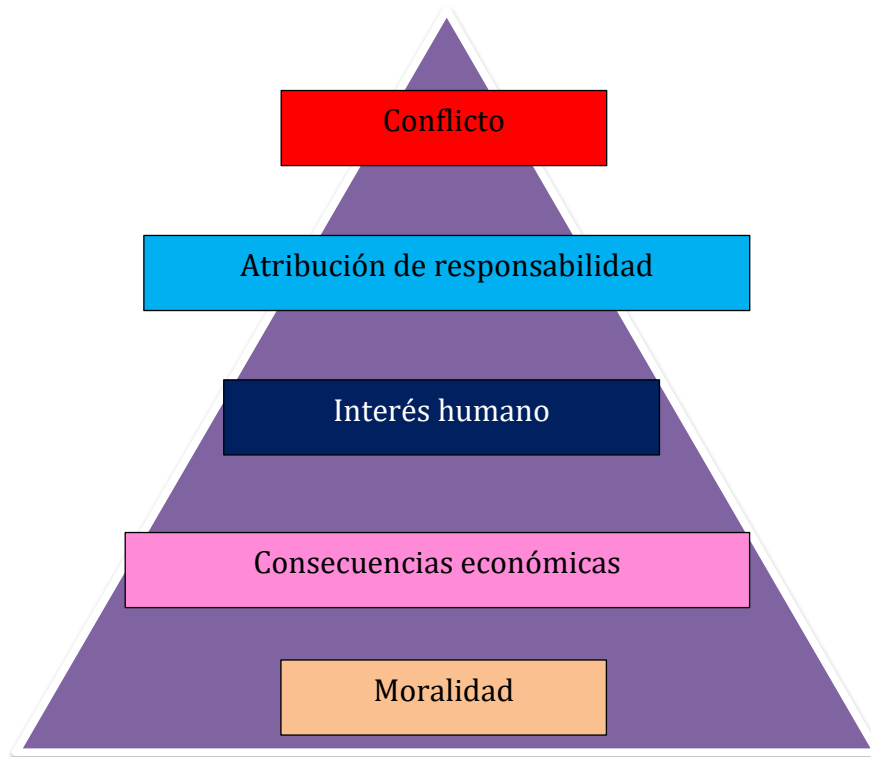 Conflicto
Atribución de responsabilidad
Interés humano
Consecuencias económicas
Moralidad